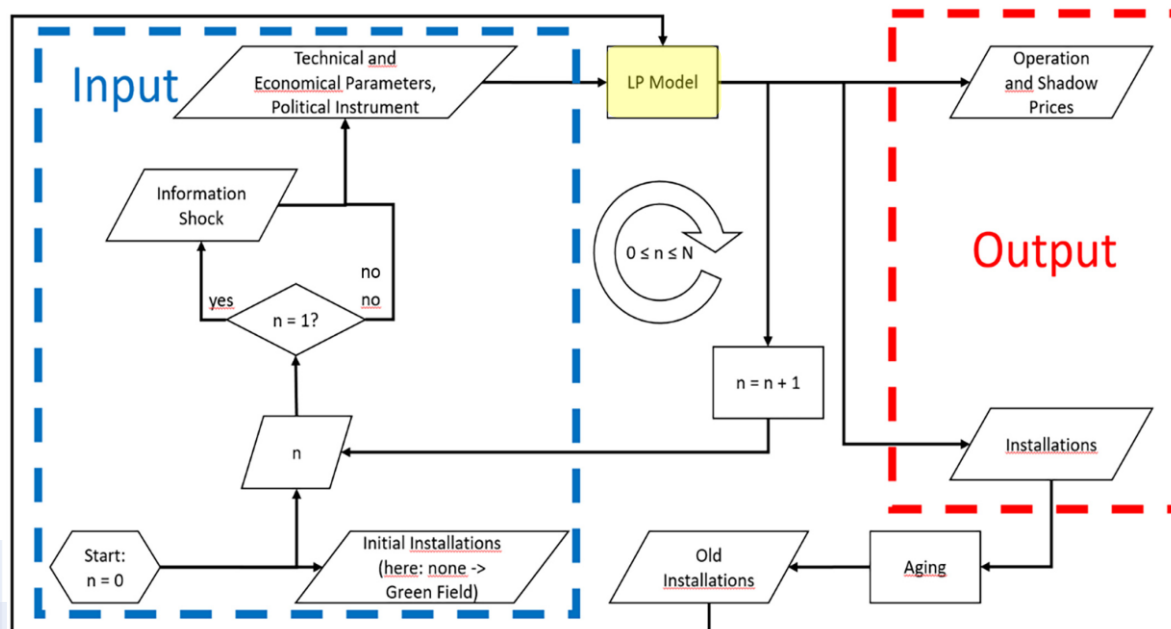 Input
Technical and
Economical Parameters,
Political Instrument
LP Model
Operation
and Shadow
Prices
Information
Shock
0 ≤ n ≤ N
Output
no
yes
no
n = 1?
n = n + 1
n
Installations
Start:
n = 0
Initial Installations
(here: none ->
Green Field)
Old
Installations
Aging